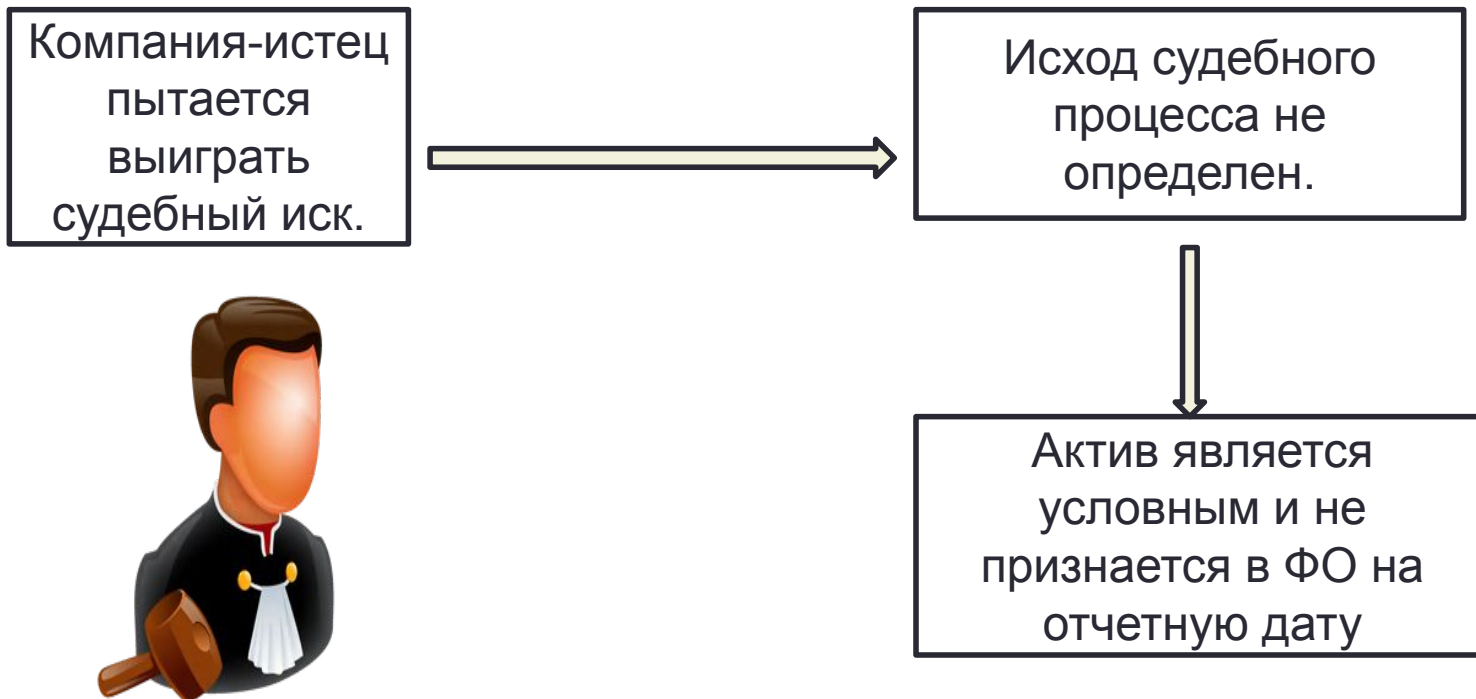 Компания-истец
пытается
выиграть
судебный иск.
Исход судебного
процесса не
определен.
Актив является
условным и не
признается в ФО на
отчетную дату